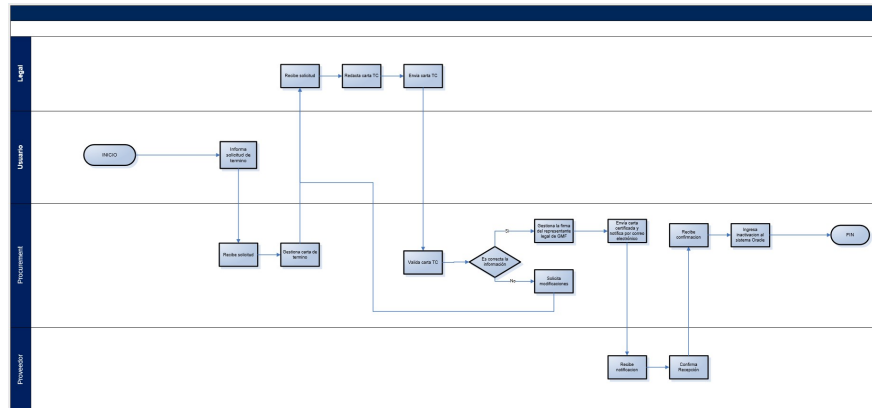 Legal
Recibe solicitud
Redacta carta TC
Envía carta TC
Usuario
INICIO
Informa
solicitud de
termino
Procurement
Recibe solicitud
Gestiona carta de
termino
Valida carta TC
Es correcta la
información
Si
No
Gestiona la firma
del representante
legal de GMF
Solicita
modificaciones
Envía carta
certificada y
notifica por correo
electrónico
Recibe
confirmacion
Ingresa
inactivación al
sistema Oracle
FIN
Proveedor
Recibe
notificacion
Confirma
Recepción